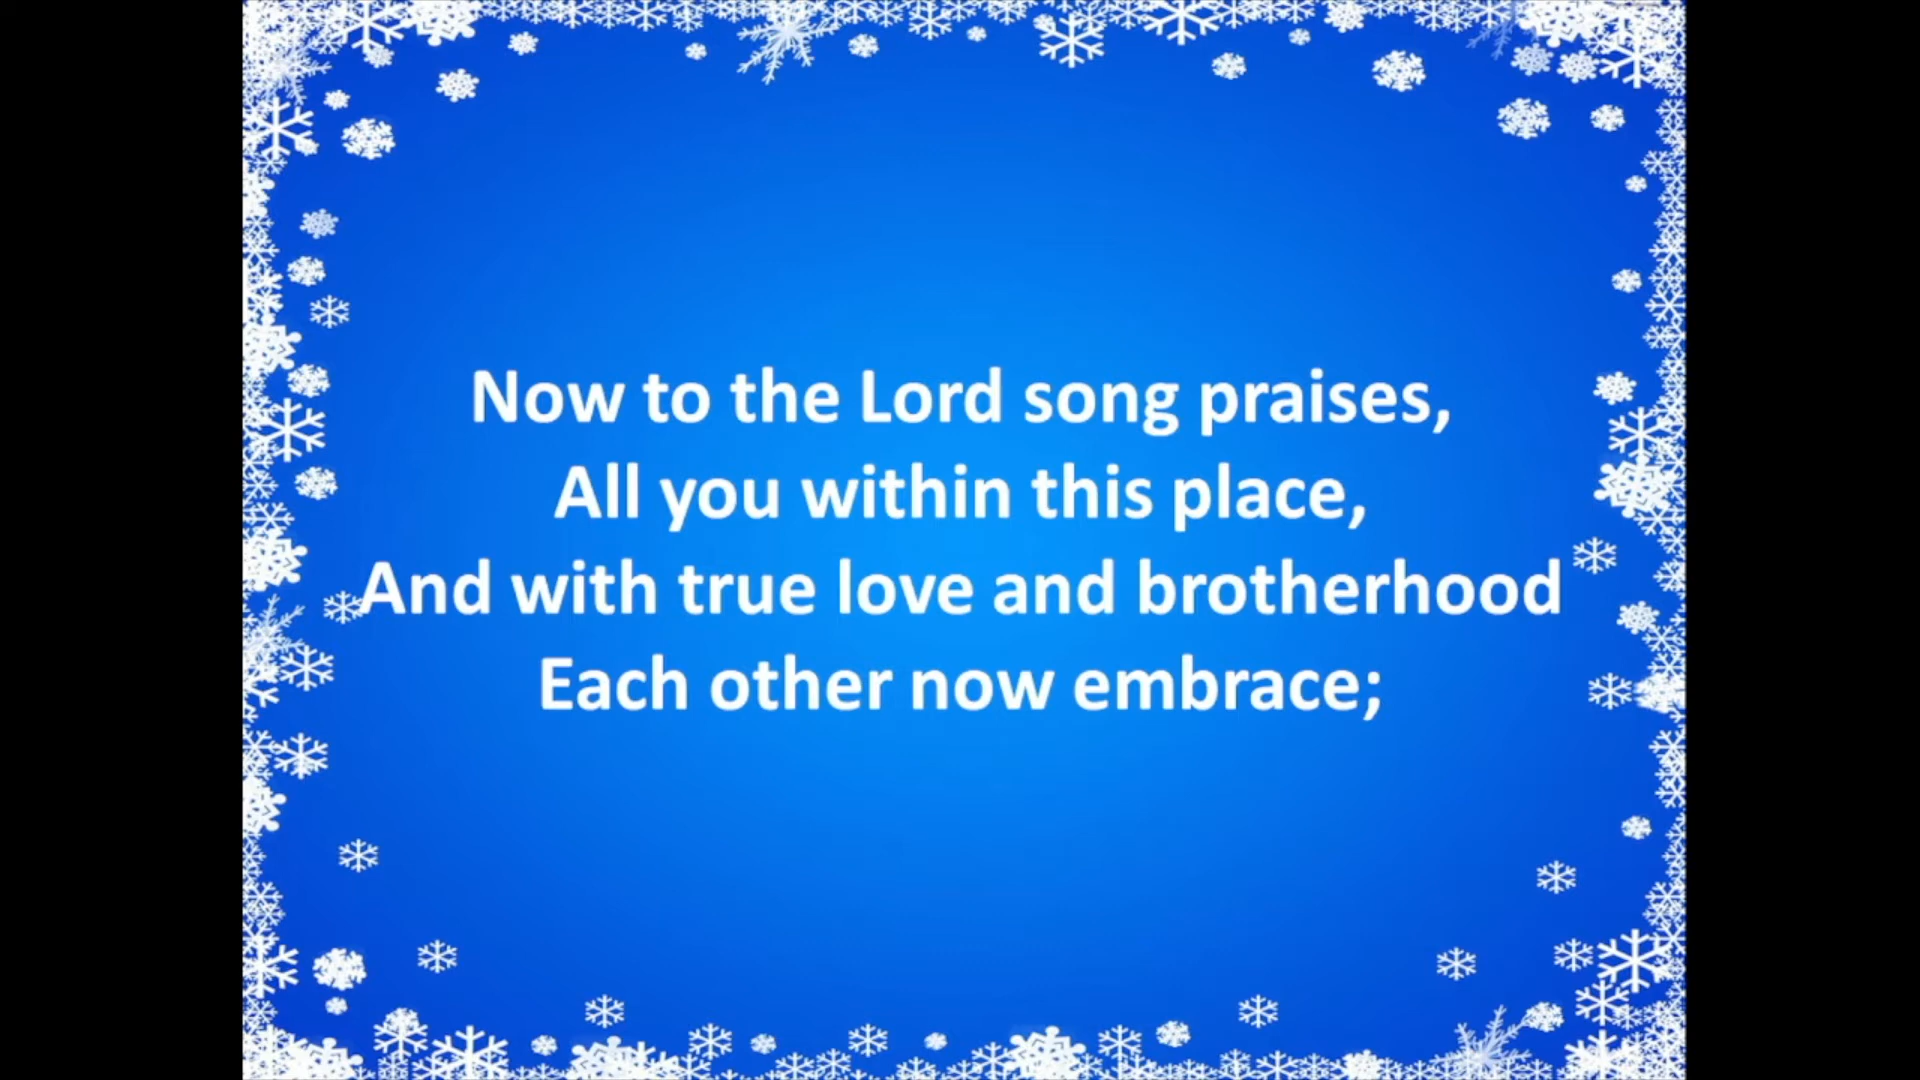 Now to the Lord song praises,
All you within this place,
And with true love and brotherhood
Each other now embrace;